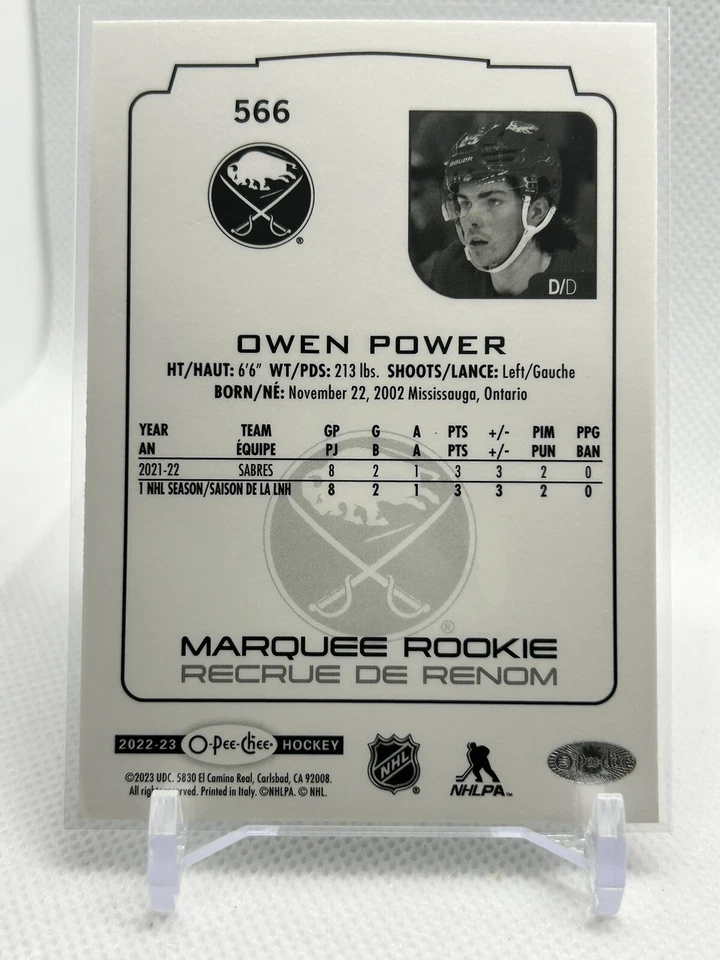 566
®
D/D
OWEN POWER
HT/HAUT: 6'6" WT/PDS: 213 lbs. SHOOTS/LANCE: Left/Gauche
BORN/NÉ: November 22, 2002 Mississauga, Ontario
YEAR TEAM GP G A PTS +/- PIM PPG
AN ÉQUIPE PJ B A PTS +/- PUN BAN
2021-22 SABRES 8 2 1 3 3 2 0
1 NHL SEASON/SAISON DE LA LNH 8 2 1 3 3 2 0
®
MARQUEE ROOKIE
RECRUE DE RENOM
2022-23 O-Pee-Chee HOCKEY
NHL
NHLPA™
O-Pee-Chee
©2023 UDC. 5830 El Camino Real, Carlsbad, CA 92008.
All rights reserved. Printed in Italy. ©NHLPA. © NHL.